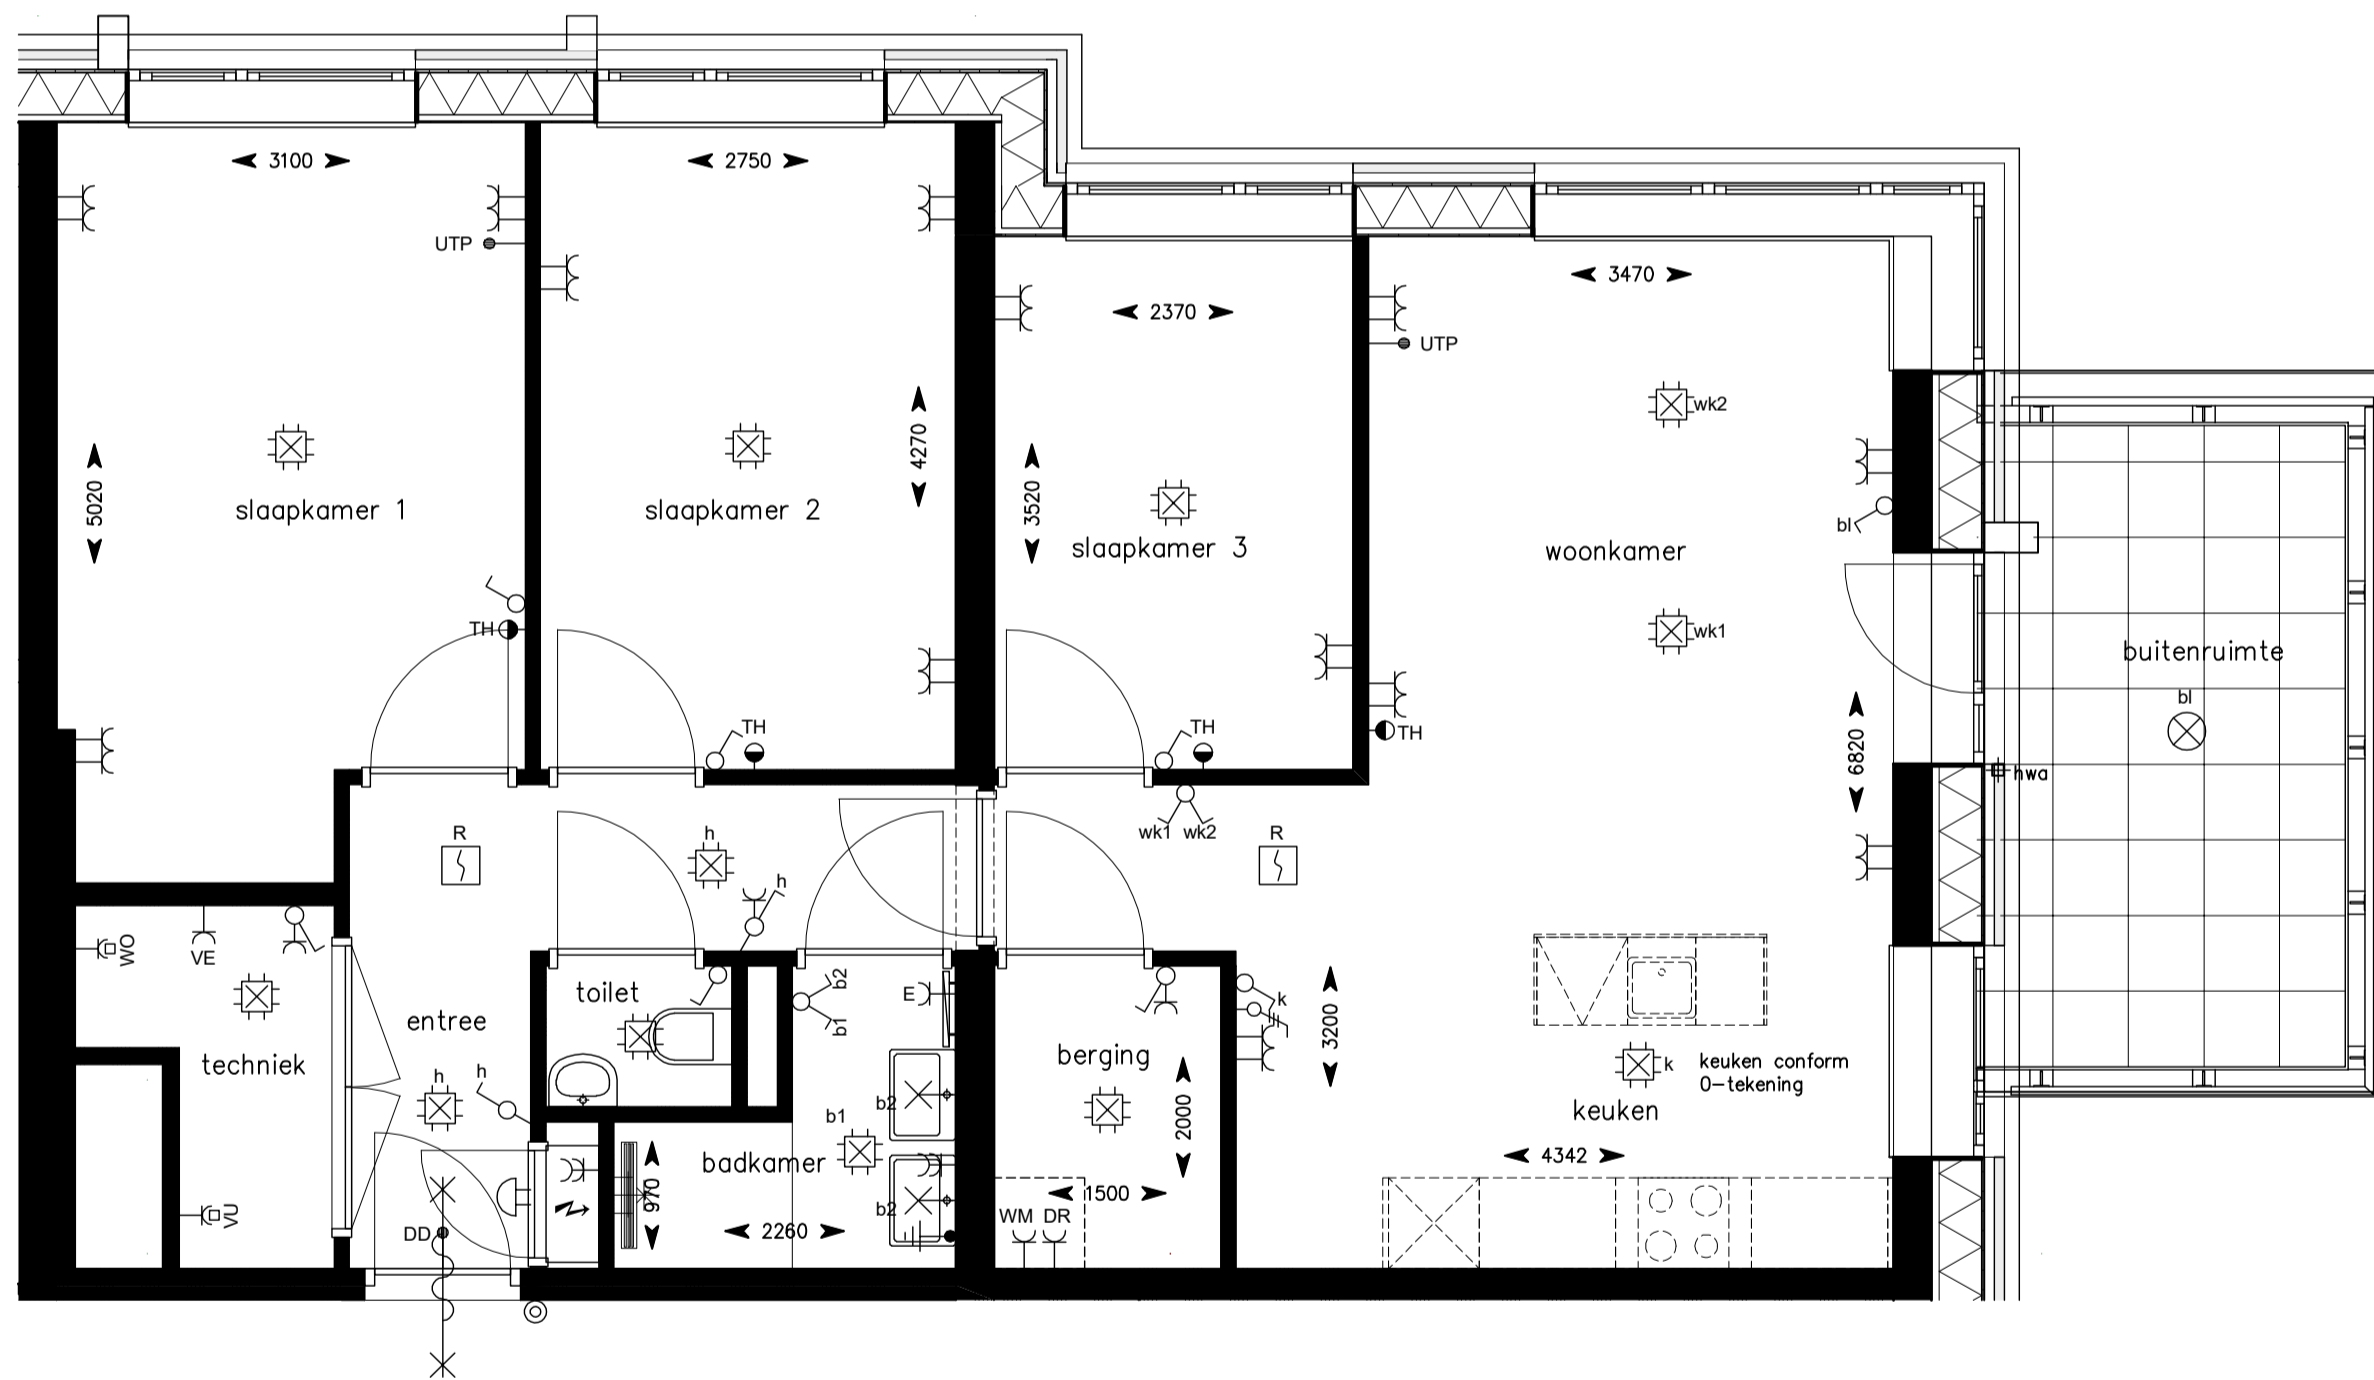 3100
2750
UTP
3470
2370
UTP
wk2
4270
5020
slaapkamer 1
slaapkamer 2
3520
slaapkamer 3
bl
woonkamer
TH
wk1
buitenruimte
bl
TH
TH
TH
6820
hwa
R
h
wk1 wk2
R
h
WO
VE
toilet
b2
E
k
entree
b1
3200
techniek
berging
k
keuken conform
0-tekening
h
h
b1
b2
2000
keuken
badkamer
4342
970
1500
VU
DD
2260
b2
WM DR